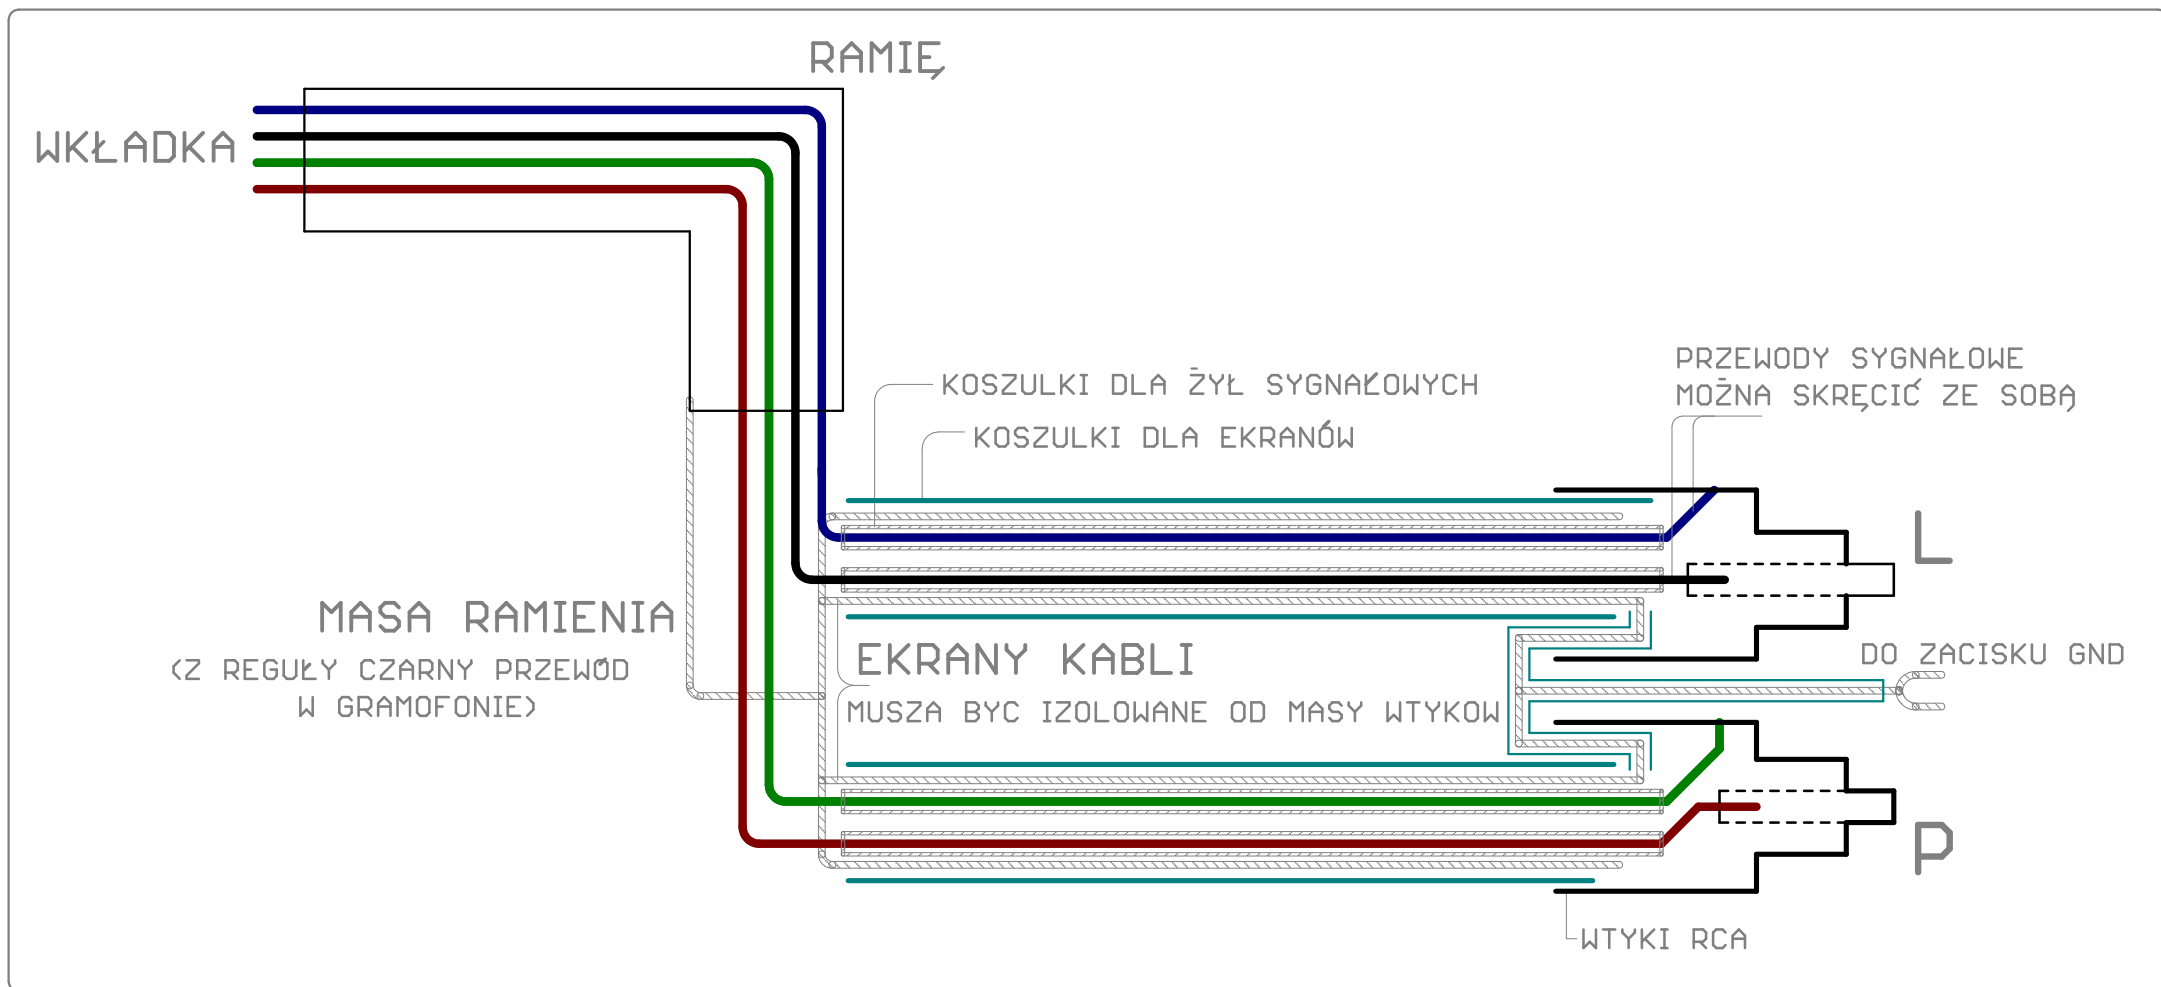 RAMIĘ
WKŁADKA
PRZEWODY SYGNAŁOWE
MOŻNA SKRĘCIĆ ZE SOBĄ
KOSZULKI DLA ŻYŁ SYGNAŁOWYCH
KOSZULKI DLA EKRANÓW
L
MASA RAMIENIA
(Z REGUŁY CZARNY PRZEWÓD
W GRAMOFONIE)
EKRANY KABLI
MUSZA BYC IZOLOWANE OD MASY WTYKOW
DO ZACISKU GND
P
WTYKI RCA